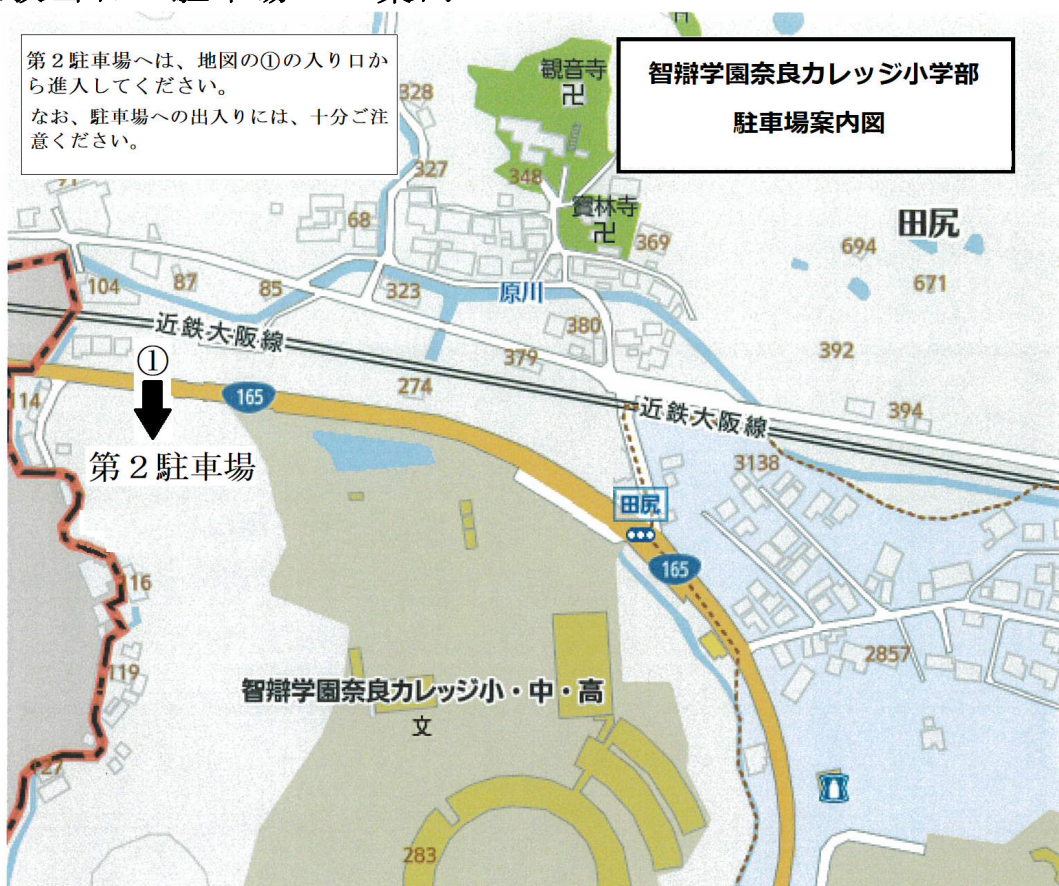 第２駐車場へは、地図の①の入り口か
ら進入してください。
なお、駐車場への出入りには、十分ご注
意ください。
智辯学園奈良カレッジ小学部
駐車場案内図
観音寺
卍
328
327
348
寳林寺
卍
369
68
田尻
694
671
104
87
85
323
原川
380
379
392
近鉄大阪線
①
274
165
114
394
近鉄大阪線
第２駐車場
3138
田尻
165
116
119
2857
智辯学園奈良カレッジ小・中・高
文
27
283